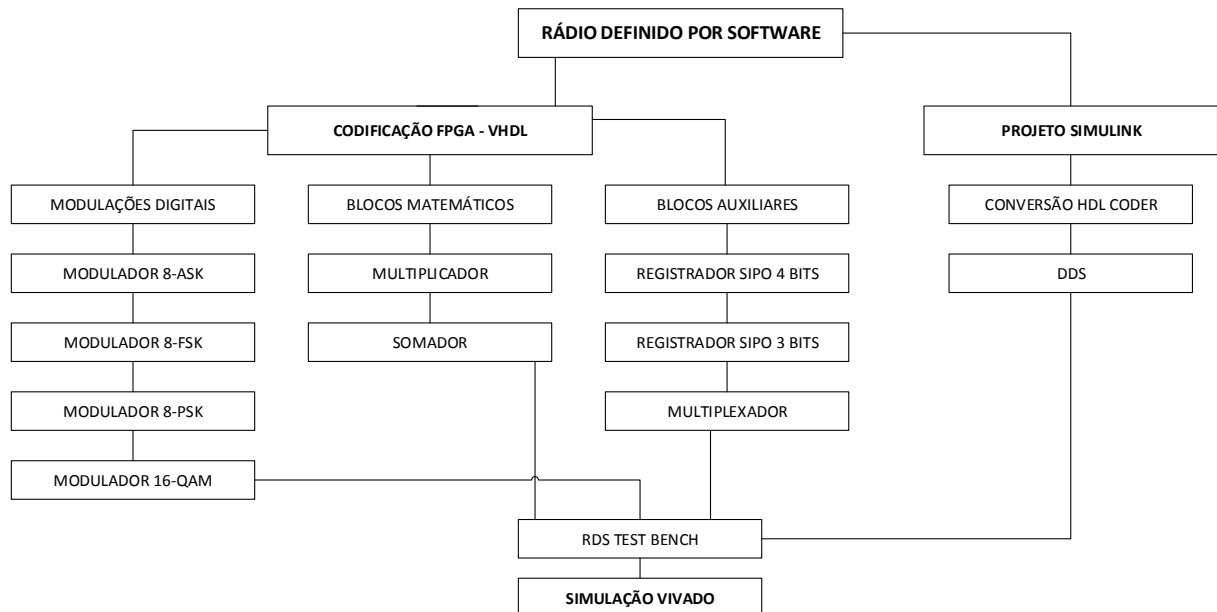 RÁDIO DEFINIDO POR SOFTWARE
CODIFICAÇÃO FPGA - VHDL
PROJETO SIMULINK
MODULAÇÕES DIGITAIS
BLOCOS MATEMÁTICOS
BLOCOS AUXILIARES
CONVERSÃO HDL CODER
MODULADOR 8-ASK
MULTIPLICADOR
REGISTRADOR SIPO 4 BITS
DDS
MODULADOR 8-FSK
SOMADOR
REGISTRADOR SIPO 3 BITS
MODULADOR 8-PSK
MULTIPLEXADOR
MODULADOR 16-QAM
RDS TEST BENCH
SIMULAÇÃO VIVADO